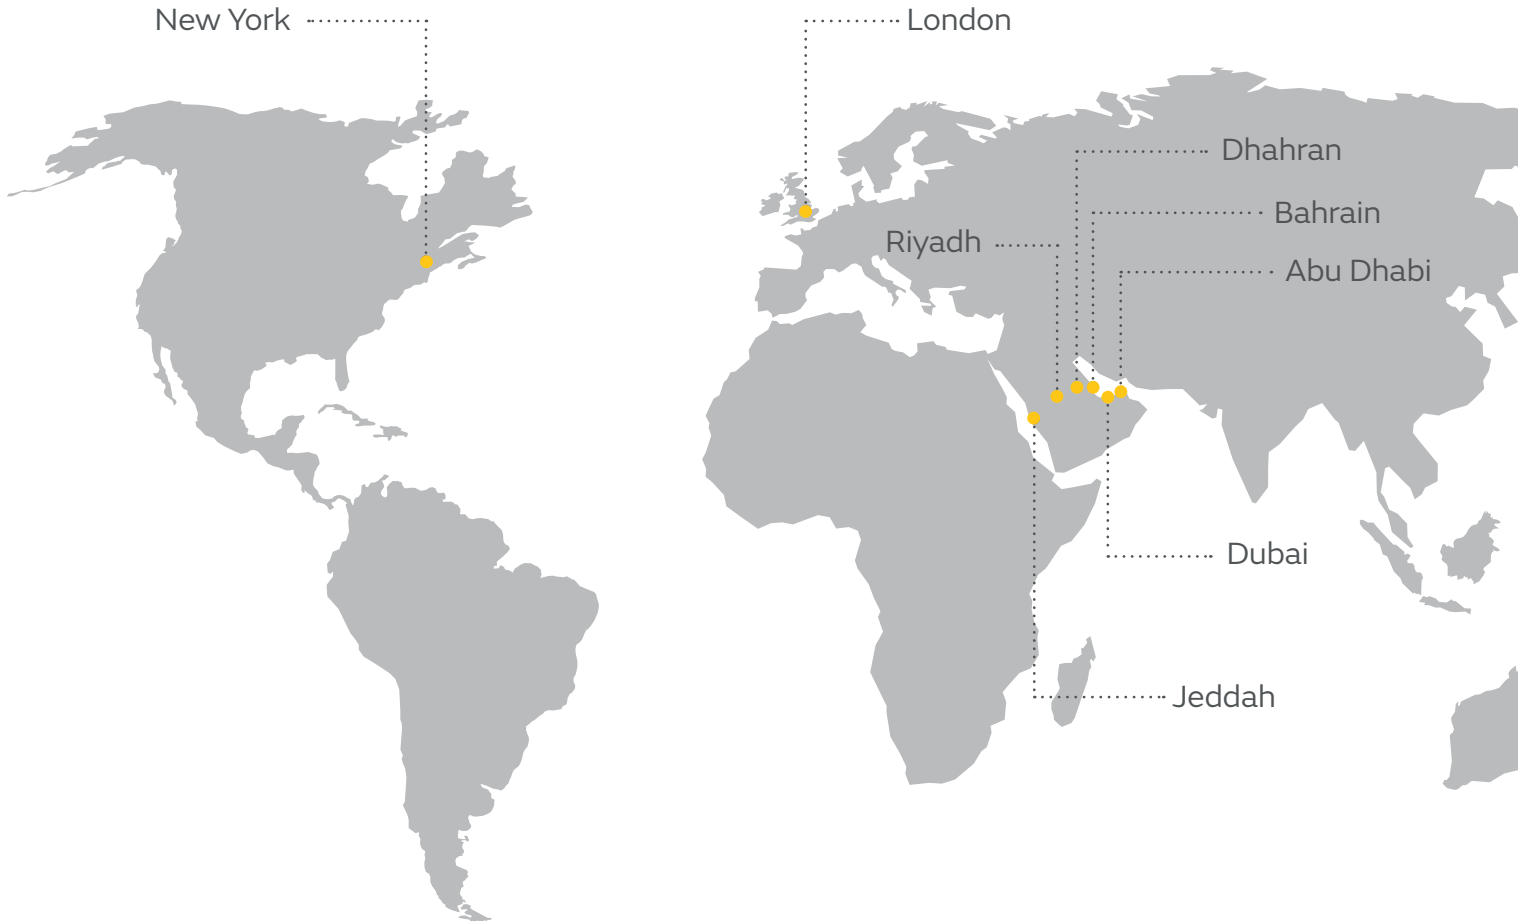 New York
London
Dhahran
Bahrain
Riyadh
Abu Dhabi
Dubai
Jeddah